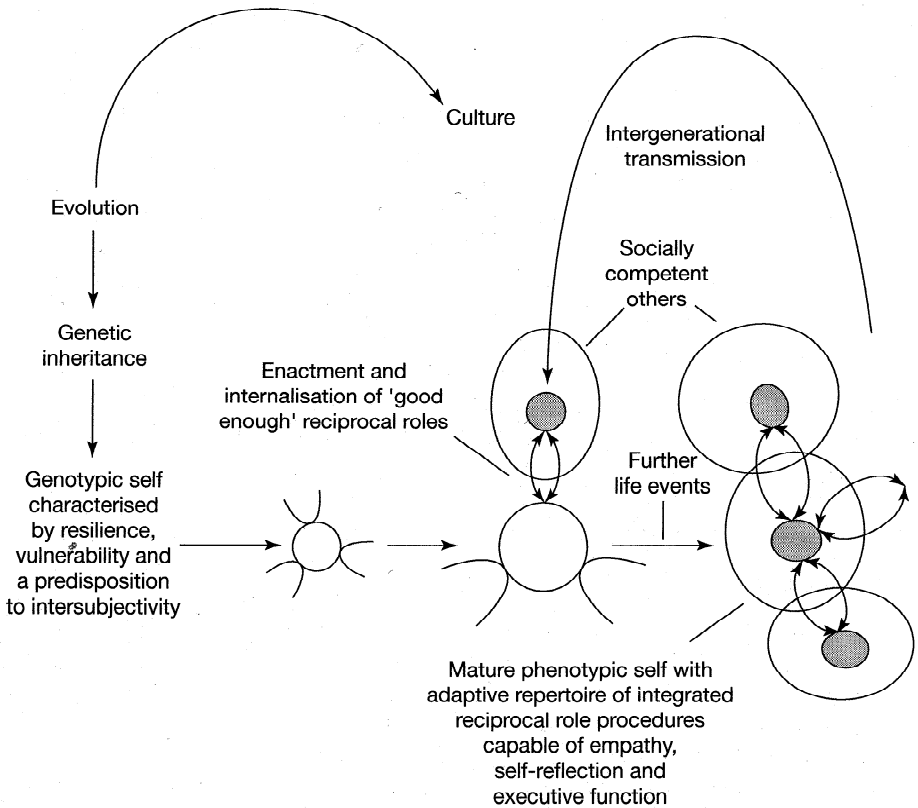 Culture
Intergenerational
transmission
Evolution
Socially
competent
others
Genetic
inheritance
Enactment and
internalisation of 'good
enough' reciprocal roles
Further
life events
Genotypic self
characterised
by resilience,
vulnerability and
a predisposition
to intersubjectivity
Mature phenotypic self with
adaptive repertoire of integrated
reciprocal role procedures
capable of empathy,
self-reflection and
executive function